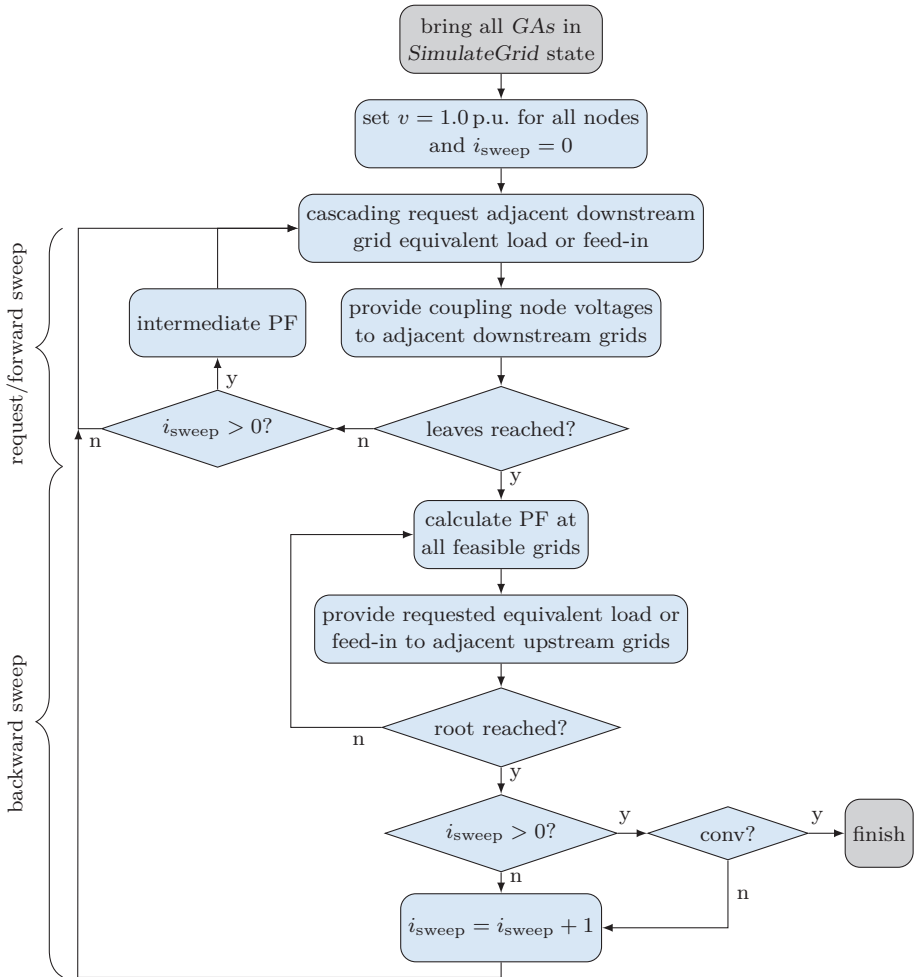 bring all GAs in
SimulateGrid state
set v = 1.0 p.u. for all nodes
and i_sweep = 0
cascading request adjacent downstream
grid equivalent load or feed-in
request/forward sweep
intermediate PF
provide coupling node voltages
to adjacent downstream grids
y
i_sweep > 0?
n
n
leaves reached?
y
calculate PF at
all feasible grids
provide requested equivalent load or
feed-in to adjacent upstream grids
backward sweep
root reached?
n
y
i_sweep > 0?
y
conv?
y
finish
n
n
i_sweep = i_sweep + 1